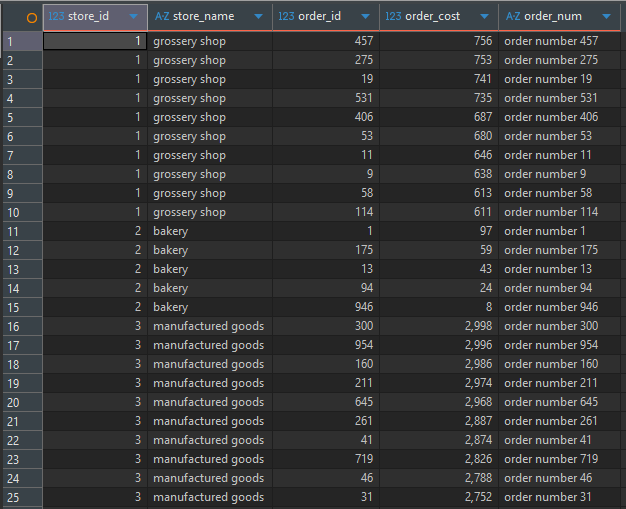 123 store_id A-Z store_name 123 order_id 123 order_cost A-Z order_num
1 1 grossery shop 457 756 order number 457
2 1 grossery shop 275 753 order number 275
3 1 grossery shop 19 741 order number 19
4 1 grossery shop 531 735 order number 531
5 1 grossery shop 406 687 order number 406
6 1 grossery shop 53 680 order number 53
7 1 grossery shop 11 646 order number 11
8 1 grossery shop 9 638 order number 9
9 1 grossery shop 58 613 order number 58
10 1 grossery shop 114 611 order number 114
11 2 bakery 1 97 order number 1
12 2 bakery 175 59 order number 175
13 2 bakery 13 43 order number 13
14 2 bakery 94 24 order number 94
15 2 bakery 946 8 order number 946
16 3 manufactured goods 300 2,998 order number 300
17 3 manufactured goods 954 2,996 order number 954
18 3 manufactured goods 160 2,986 order number 160
19 3 manufactured goods 211 2,974 order number 211
20 3 manufactured goods 645 2,968 order number 645
21 3 manufactured goods 261 2,887 order number 261
22 3 manufactured goods 41 2,874 order number 41
23 3 manufactured goods 719 2,826 order number 719
24 3 manufactured goods 46 2,788 order number 46
25 3 manufactured goods 31 2,752 order number 31